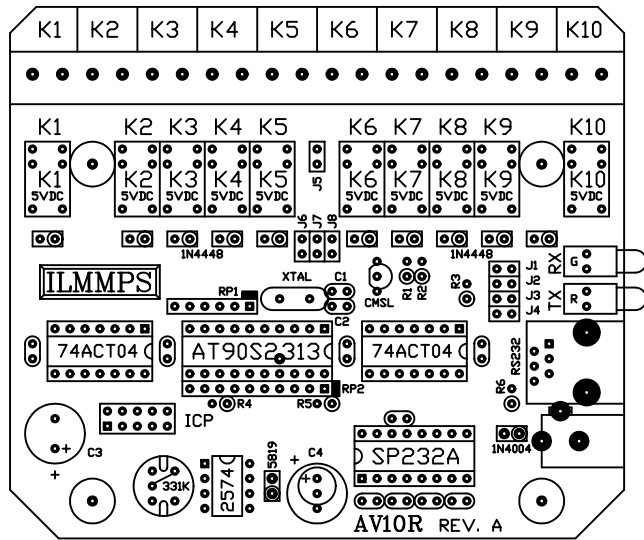 K1 K2 K3 K4 K5 K6 K7 K8 K9 K10
K1 K2 K3 K4 K5 K6 K7 K8 K9 K10
K1 K2 K3 K4 K5 J5 K6 K7 K8 K9 K10
5VDC 5VDC 5VDC 5VDC 5VDC 5VDC 5VDC 5VDC 5VDC 5VDC
J6 J7 J8
1N4448 1N4448
ILMMPS RP1 XTAL C1 CMSL R1 R2 R3 J1 G RX
J2
J3 R TX
C2 J4
74ACT04 AT90S2313 74ACT04 RS232
RP2
R4 R5 R6
ICP
C3 1N4004
+ +
331K 2574 5819 + C4 + SP232A
AV10R REV. A